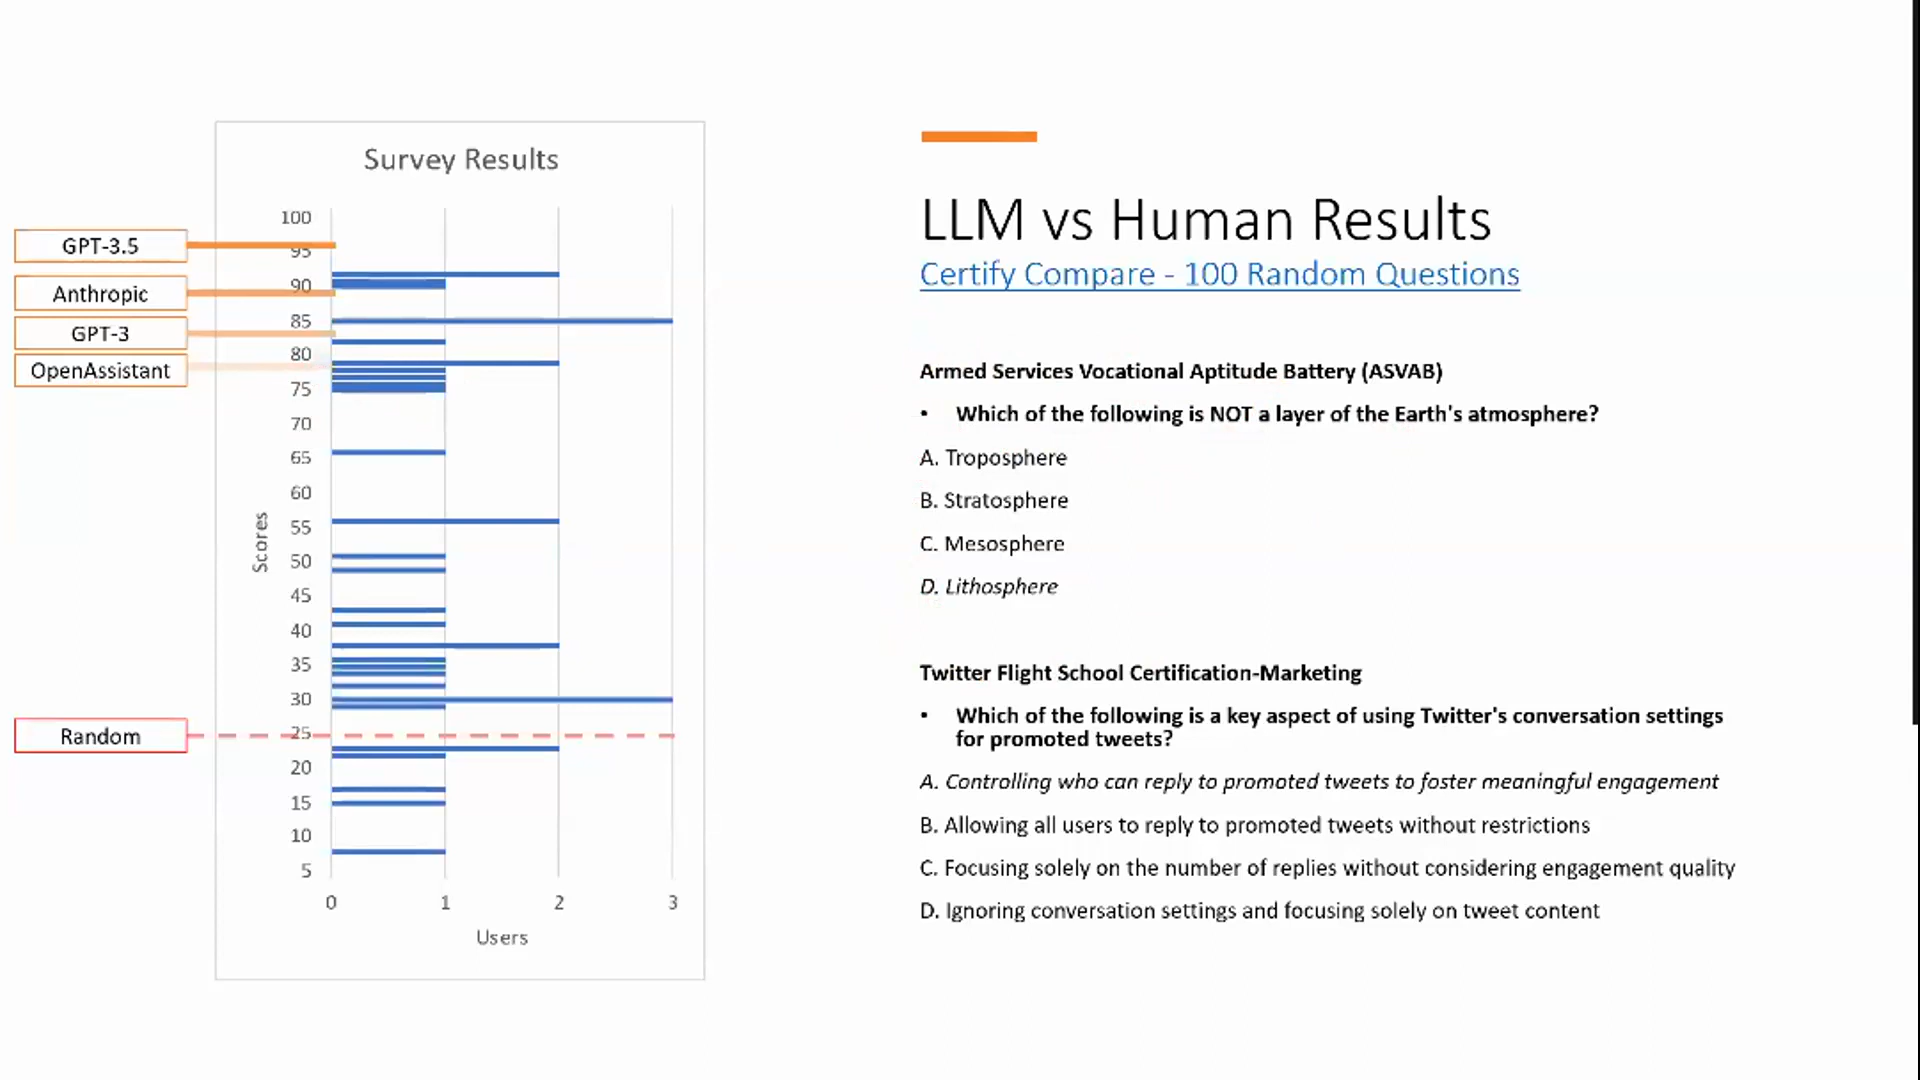 Survey Results
100
95
90
85
80
75
70
65
60
55
50
45
40
35
30
25
20
15
10
5
Scores
0 1 2 3
Users
GPT-3.5
Anthropic
GPT-3
OpenAssistant
Random
LLM vs Human Results
Certify Compare - 100 Random Questions
Armed Services Vocational Aptitude Battery (ASVAB)
• Which of the following is NOT a layer of the Earth's atmosphere?
A. Troposphere
B. Stratosphere
C. Mesosphere
D. Lithosphere
Twitter Flight School Certification-Marketing
• Which of the following is a key aspect of using Twitter's conversation settings
for promoted tweets?
A. Controlling who can reply to promoted tweets to foster meaningful engagement
B. Allowing all users to reply to promoted tweets without restrictions
C. Focusing solely on the number of replies without considering engagement quality
D. Ignoring conversation settings and focusing solely on tweet content